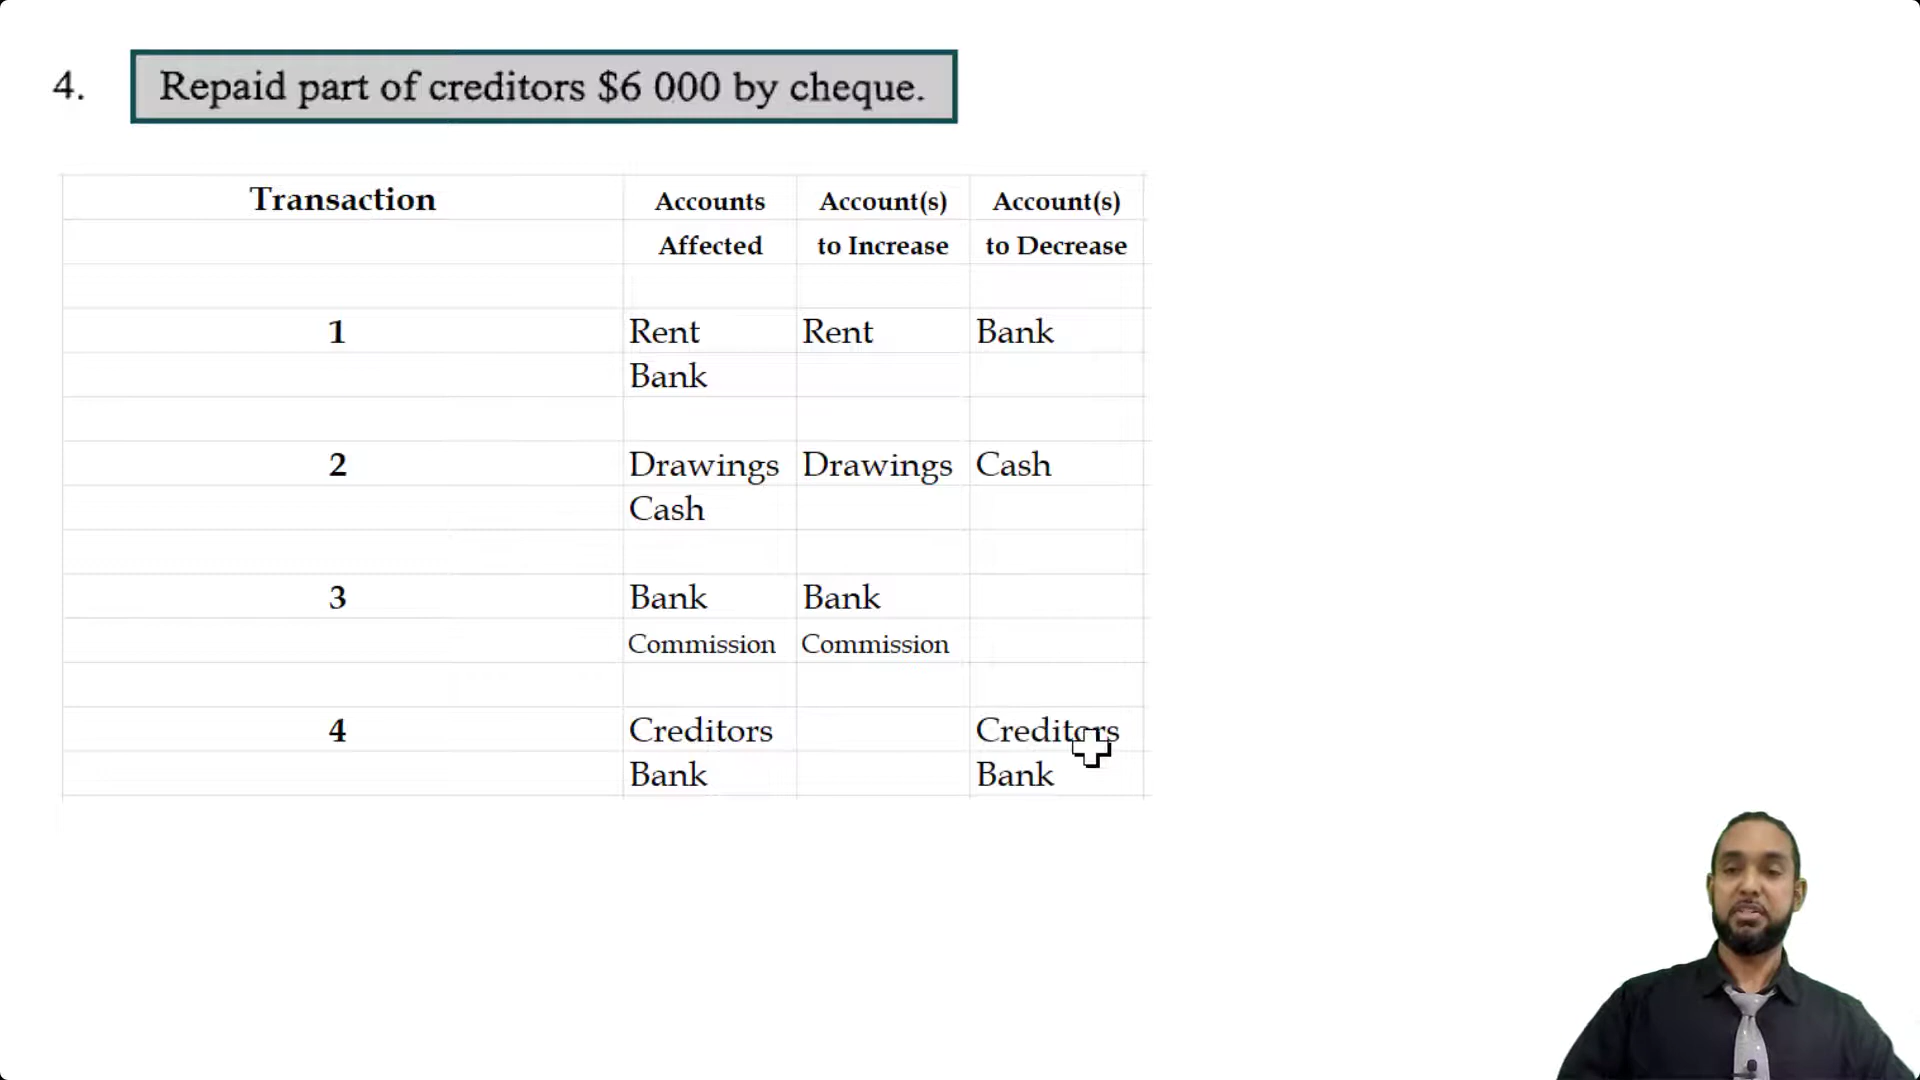 4. Repaid part of creditors $6 000 by cheque.
Transaction Accounts Account(s) Account(s)
Affected to Increase to Decrease
1 Rent Rent Bank
Bank
2 Drawings Drawings Cash
Cash
3 Bank Bank
Commission Commission
4 Creditors Creditors
Bank Bank